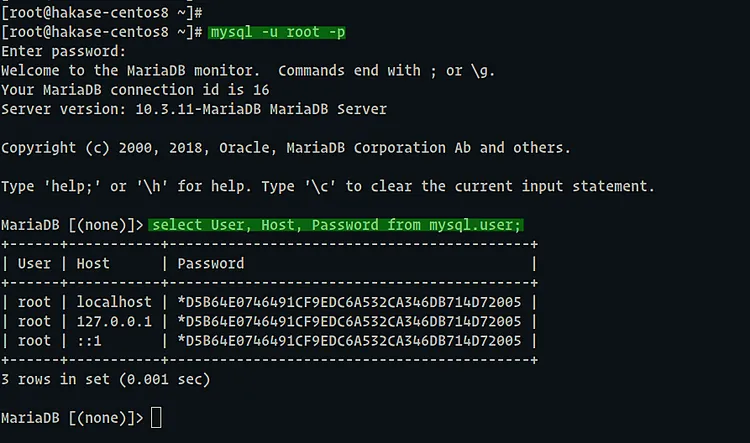 [root@hakase-centos8 ~]#
[root@hakase-centos8 ~]# mysql -u root -p
Enter password:
Welcome to the MariaDB monitor.  Commands end with ; or \g.
Your MariaDB connection id is 16
Server version: 10.3.11-MariaDB MariaDB Server

Copyright (c) 2000, 2018, Oracle, MariaDB Corporation Ab and others.

Type 'help;' or '\h' for help. Type '\c' to clear the current input statement.

MariaDB [(none)]> select User, Host, Password from mysql.user;
+------+-----------+-------------------------------------------+
| User | Host      | Password                                  |
+------+-----------+-------------------------------------------+
| root | localhost | *D5B64E0746491CF9EDC6A532CA346DB714D72005 |
| root | 127.0.0.1 | *D5B64E0746491CF9EDC6A532CA346DB714D72005 |
| root | ::1       | *D5B64E0746491CF9EDC6A532CA346DB714D72005 |
+------+-----------+-------------------------------------------+
3 rows in set (0.001 sec)

MariaDB [(none)]>